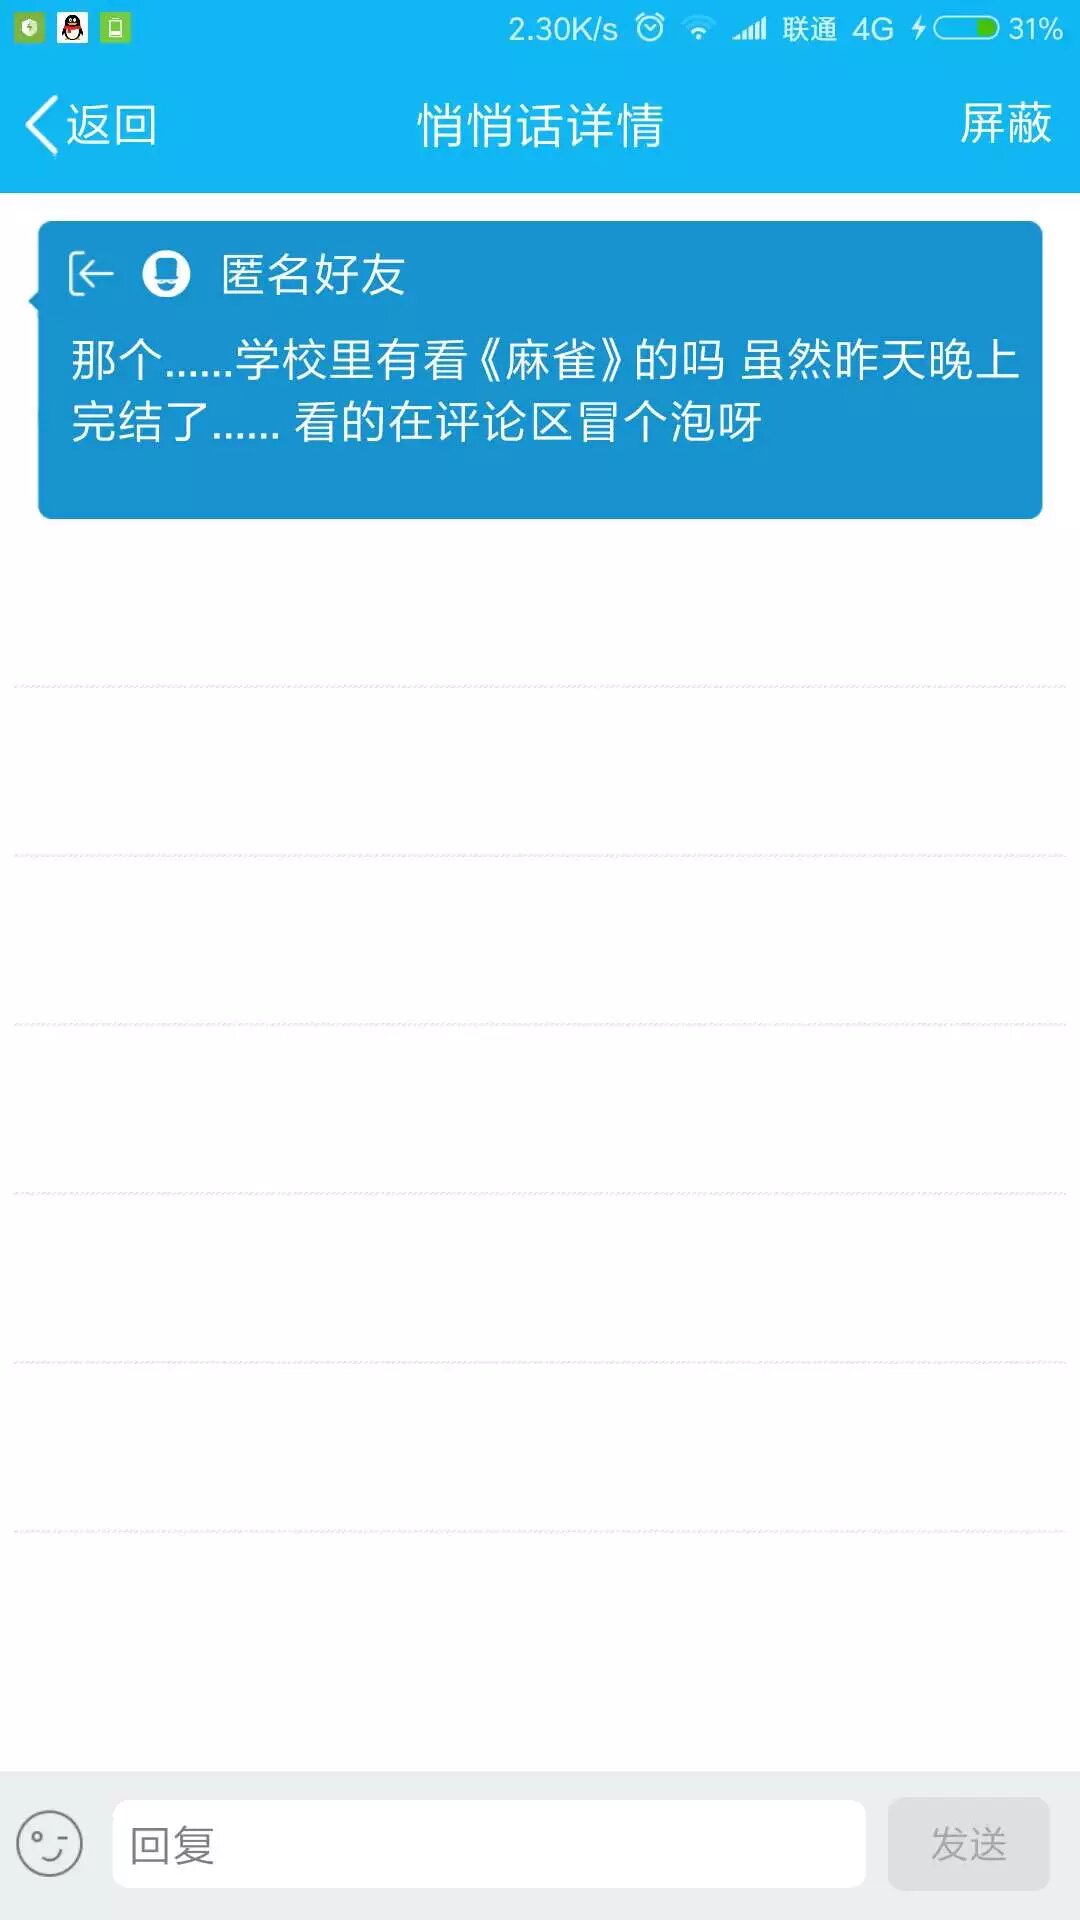 2.30K/s 联通 4G 31%
返回 悄悄话详情 屏蔽
匿名好友
那个......学校里有看《麻雀》的吗 虽然昨天晚上
完结了...... 看的在评论区冒个泡呀
回复 发送